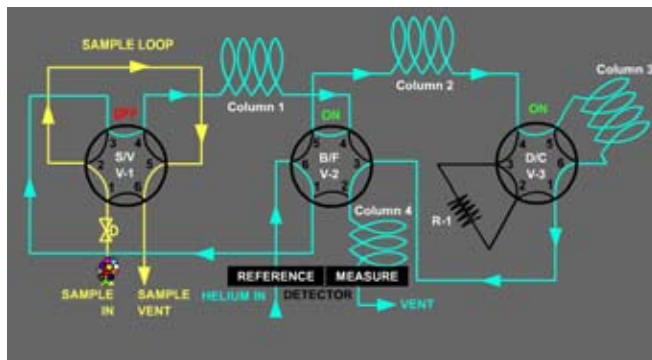 SAMPLE LOOP
Column 1
Column 2
Column 3
OFF
ON
ON
3 4
2 S/V 5
V-1
1 6
5 4
6 B/F 3
V-2
1 2
4 5
3 D/C 6
V-3
2 1
R-1
Column 4
REFERENCE MEASURE
DETECTOR
HELIUM IN
VENT
SAMPLE IN
SAMPLE VENT